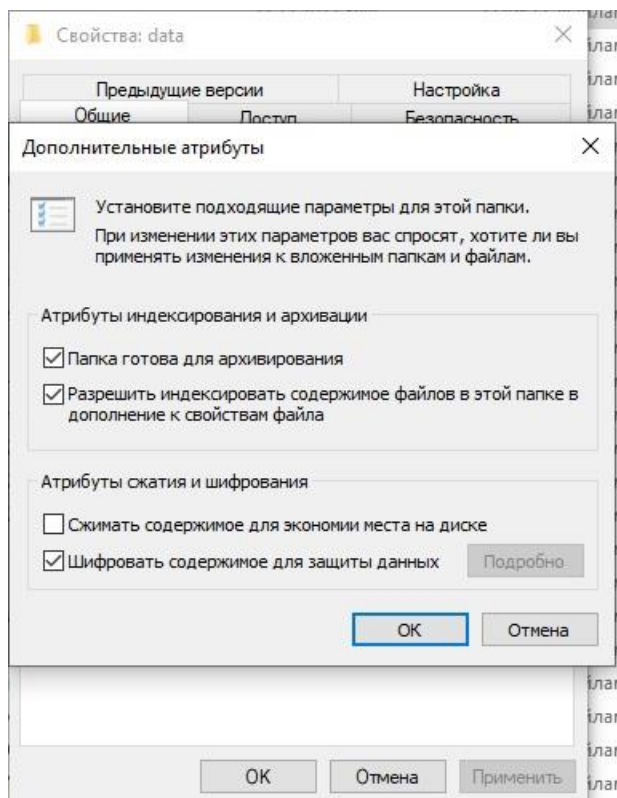 Свойства: data
Предыдущие версии
Настройка
Общие
Доступ
Безопасность
Дополнительные атрибуты
Установите подходящие параметры для этой папки.
При изменении этих параметров вас спросят, хотите ли вы
применять изменения к вложенным папкам и файлам.
Атрибуты индексирования и архивации
Папка готова для архивирования
Разрешить индексировать содержимое файлов в этой папке в
дополнение к свойствам файла
Атрибуты сжатия и шифрования
Сжимать содержимое для экономии места на диске
Шифровать содержимое для защиты данных
Подробно
ОК
Отмена
ОК
Отмена
Применить